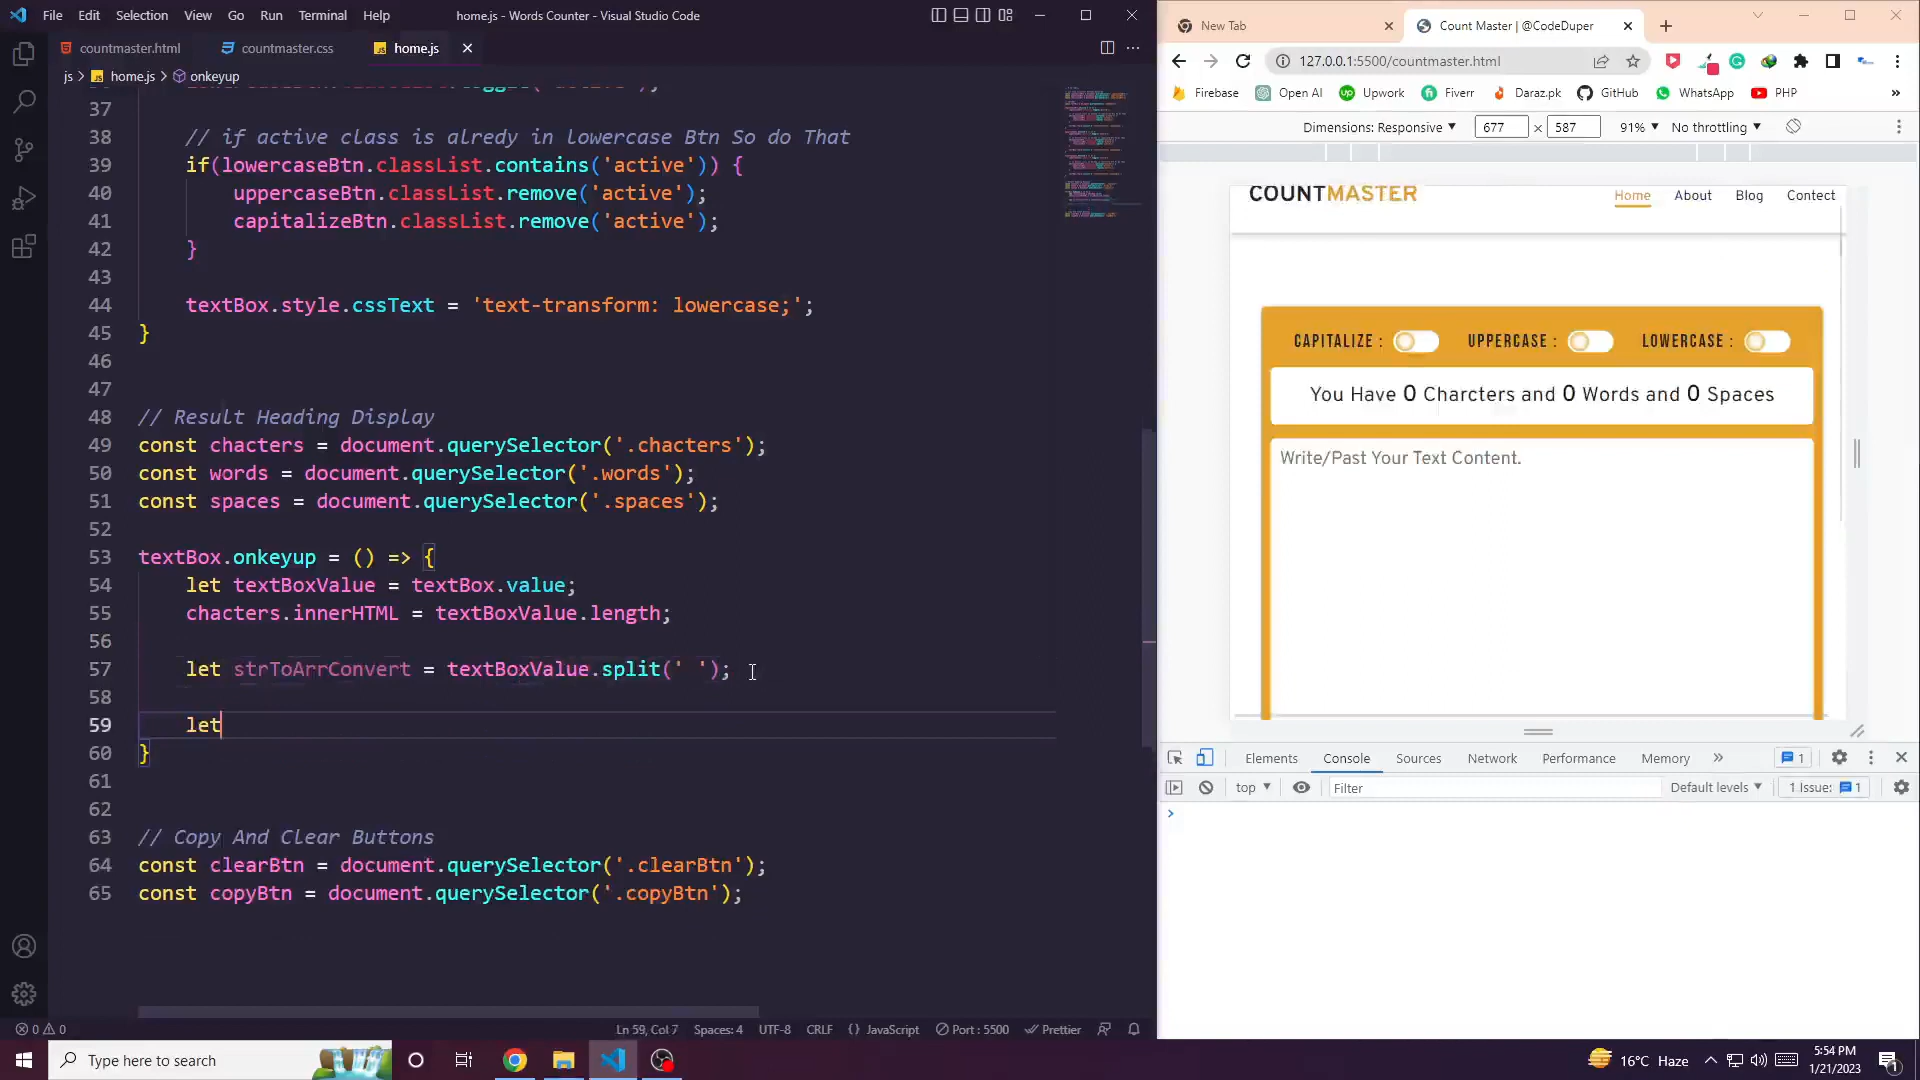 File Edit Selection View Go Run Terminal Help
home.js - Words Counter - Visual Studio Code
countmaster.html countmaster.css home.js
js > home.js > onkeyup
37
38 // if active class is alredy in lowercase Btn So do That
39 if(lowercaseBtn.classList.contains('active')) {
40 uppercaseBtn.classList.remove('active');
41 capitalizeBtn.classList.remove('active');
42 }
43
44 textBox.style.cssText = 'text-transform: lowercase;';
45 }
46
47
48 // Result Heading Display
49 const chacters = document.querySelector('.chacters');
50 const words = document.querySelector('.words');
51 const spaces = document.querySelector('.spaces');
52
53 textBox.onkeyup = () => {
54 let textBoxValue = textBox.value;
55 chacters.innerHTML = textBoxValue.length;
56
57 let strToArrConvert = textBoxValue.split(' ');
58
59 let
60 }
61
62
63 // Copy And Clear Buttons
64 const clearBtn = document.querySelector('.clearBtn');
65 const copyBtn = document.querySelector('.copyBtn');
0 0
Ln 59, Col 7 Spaces: 4 UTF-8 CRLF {} JavaScript Port : 5500 Prettier
New Tab
Count Master | @CodeDuper
127.0.0.1:5500/countmaster.html
Firebase Open AI Upwork Fiverr Daraz.pk GitHub WhatsApp PHP »
Dimensions: Responsive 677 x 587 91% No throttling
COUNTMASTER
Home About Blog Contect
CAPITALIZE : UPPERCASE : LOWERCASE :
You Have 0 Charcters and 0 Words and 0 Spaces
Write/Past Your Text Content.
Elements Console Sources Network Performance Memory » 1
top Filter Default levels 1 Issue: 1
Type here to search
16°C Haze
5:54 PM
1/21/2023
1